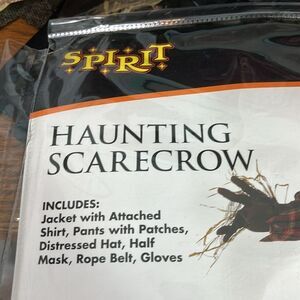 SPIRIT
HAUNTING
SCARECROW
INCLUDES:
Jacket with Attached
Shirt, Pants with Patches,
Distressed Hat, Half
Mask, Rope Belt, Gloves